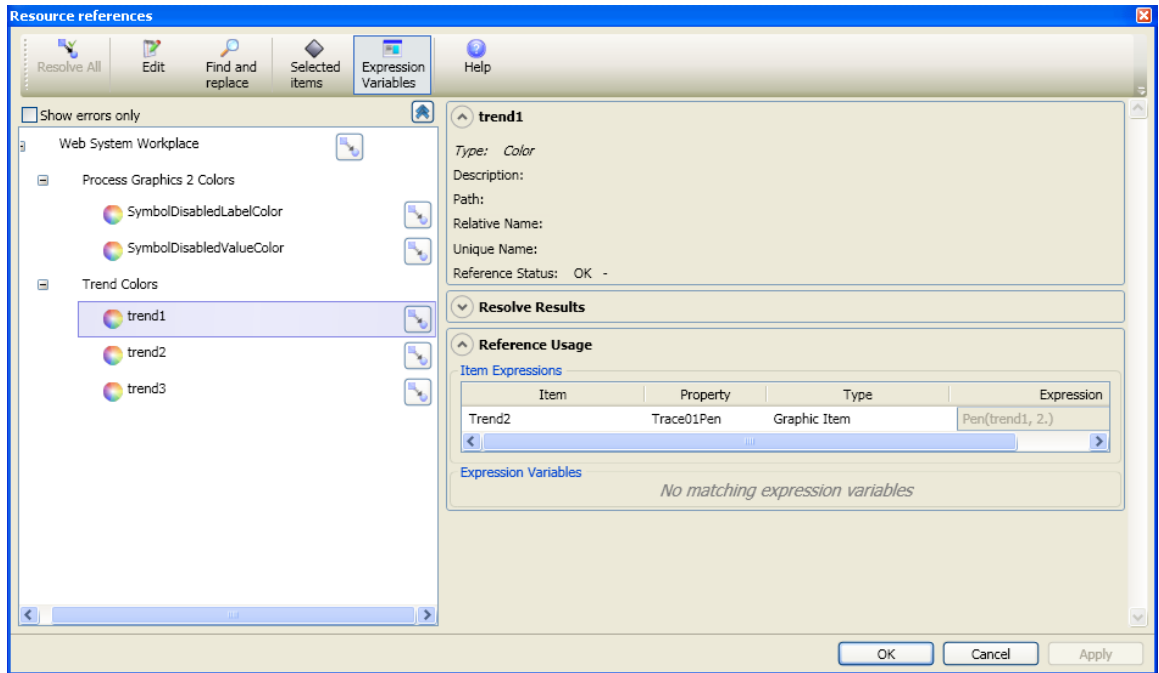 Resource references
Resolve All
Edit
Find and
replace
Selected
items
Expression
Variables
Help
Show errors only
Web System Workplace
Process Graphics 2 Colors
SymbolDisabledLabelColor
SymbolDisabledValueColor
Trend Colors
trend1
trend2
trend3
trend1
Type: Color
Description:
Path:
Relative Name:
Unique Name:
Reference Status: OK -
Resolve Results
Reference Usage
Item Expressions
Item Property Type Expression
Trend2 Trace01Pen Graphic Item Pen(trend1, 2.)
Expression Variables
No matching expression variables
OK Cancel Apply